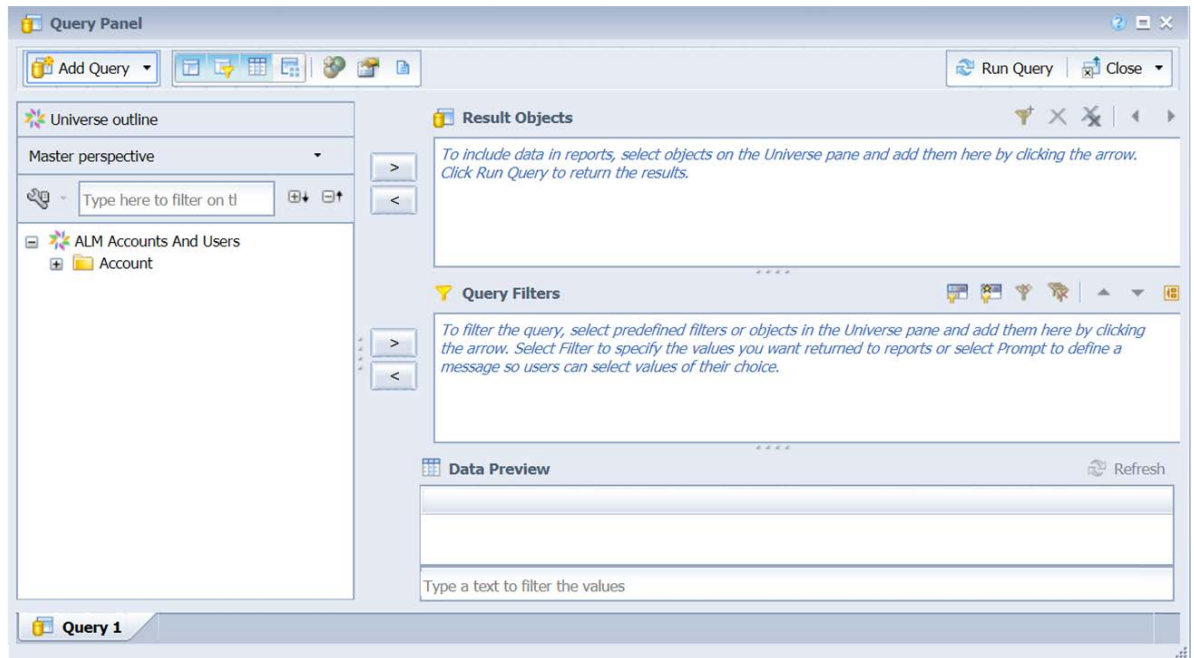 Query Panel
Add Query
Run Query
Close
Universe outline
Master perspective
Type here to filter on tl
ALM Accounts And Users
Account
>
<
Result Objects
To include data in reports, select objects on the Universe pane and add them here by clicking the arrow.
Click Run Query to return the results.
Query Filters
>
<
To filter the query, select predefined filters or objects in the Universe pane and add them here by clicking
the arrow. Select Filter to specify the values you want returned to reports or select Prompt to define a
message so users can select values of their choice.
Data Preview
Refresh
Type a text to filter the values
Query 1